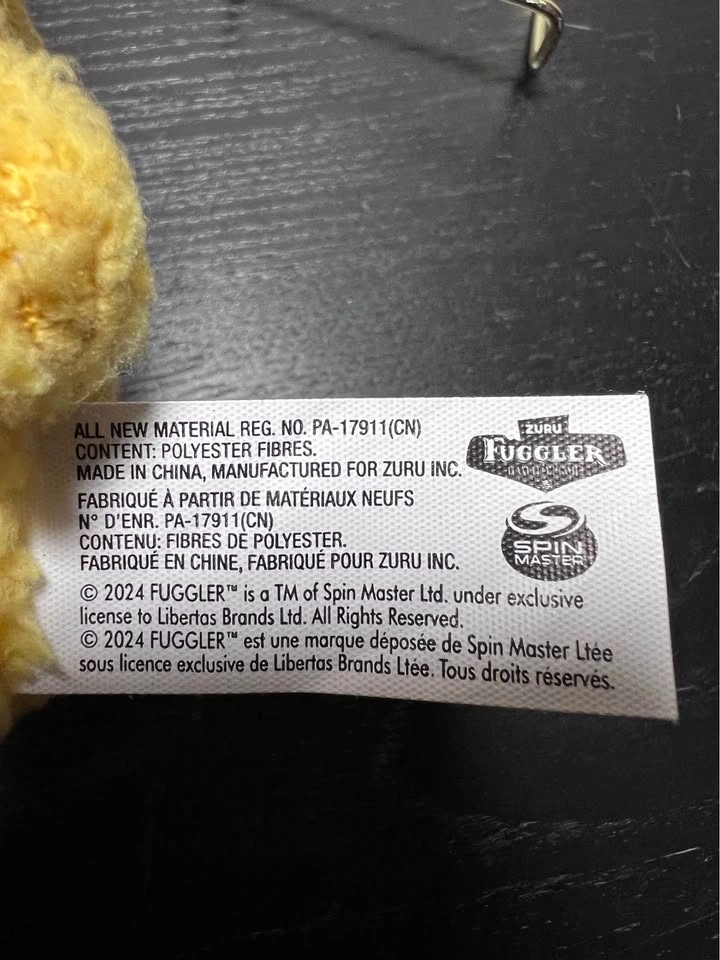 ALL NEW MATERIAL REG. NO. PA-17911(CN)
CONTENT: POLYESTER FIBRES.
MADE IN CHINA, MANUFACTURED FOR ZURU INC.
FABRIQUÉ À PARTIR DE MATÉRIAUX NEUFS
N° D'ENR. PA-17911(CN)
CONTENU: FIBRES DE POLYESTER.
FABRIQUÉ EN CHINE, FABRIQUÉ POUR ZURU INC.
© 2024 FUGGLER™ is a TM of Spin Master Ltd. under exclusive
license to Libertas Brands Ltd. All Rights Reserved.
© 2024 FUGGLER™ est une marque déposée de Spin Master Ltée
sous licence exclusive de Libertas Brands Ltée. Tous droits réservés.
ZURU
FUGGLER
SPIN
MASTER™